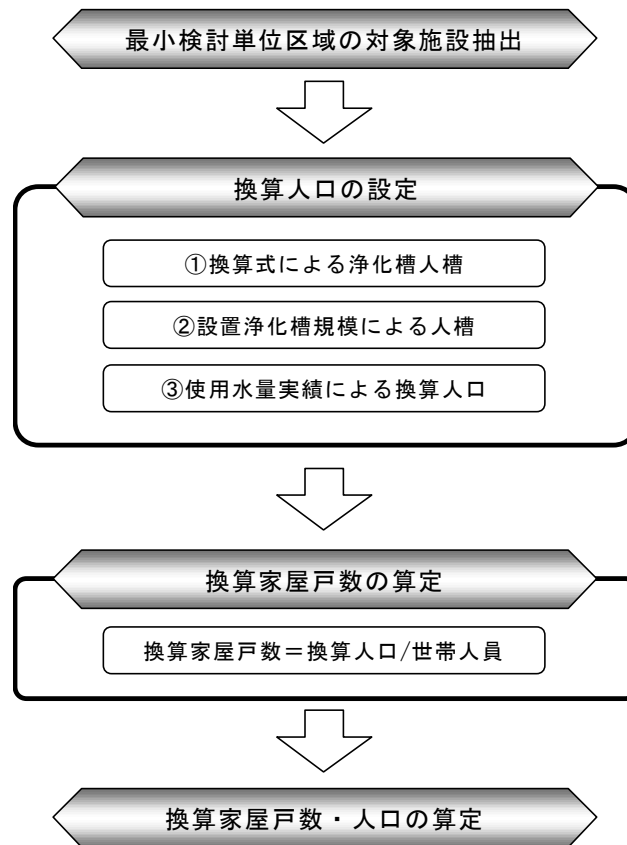 最小検討単位区域の対象施設抽出
換算人口の設定
①換算式による浄化槽人槽
②設置浄化槽規模による人槽
③使用水量実績による換算人口
換算家屋戸数の算定
換算家屋戸数＝換算人口/世帯人員
換算家屋戸数・人口の算定